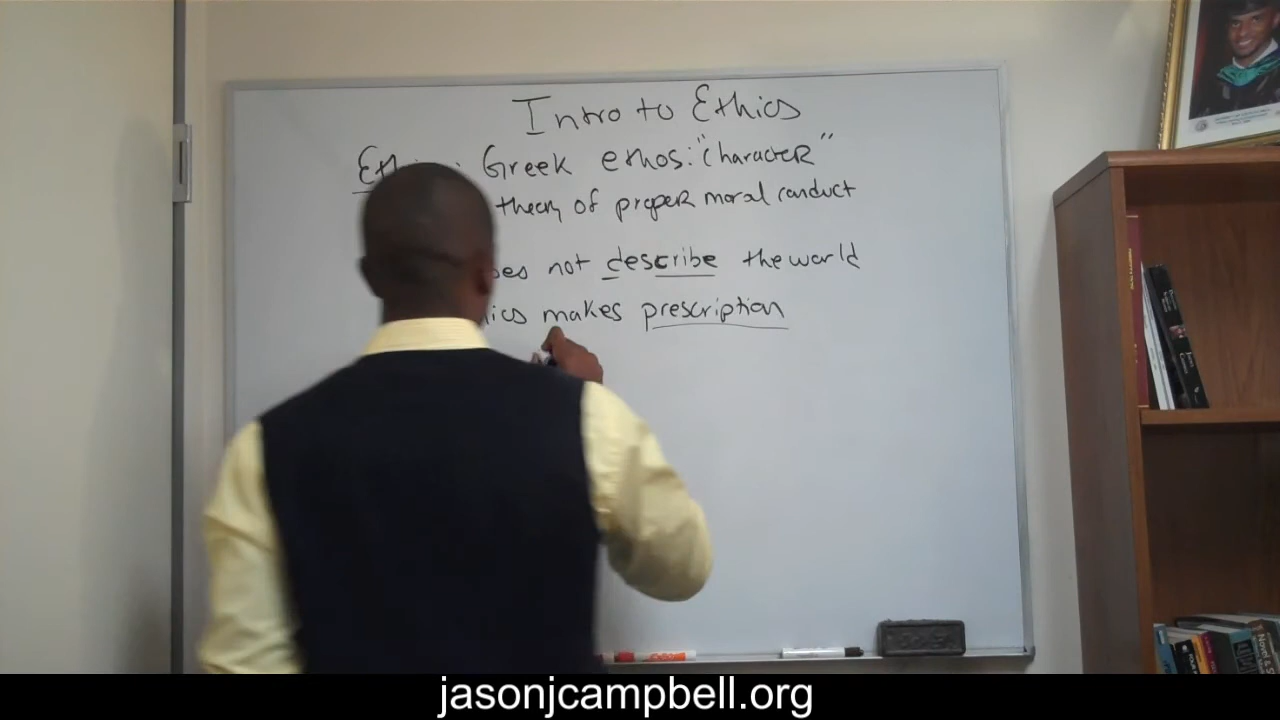 Intro to Ethics
Greek ethos: "character"
theory of proper moral conduct
not describe the world
makes prescription
jasonjcampbell.org